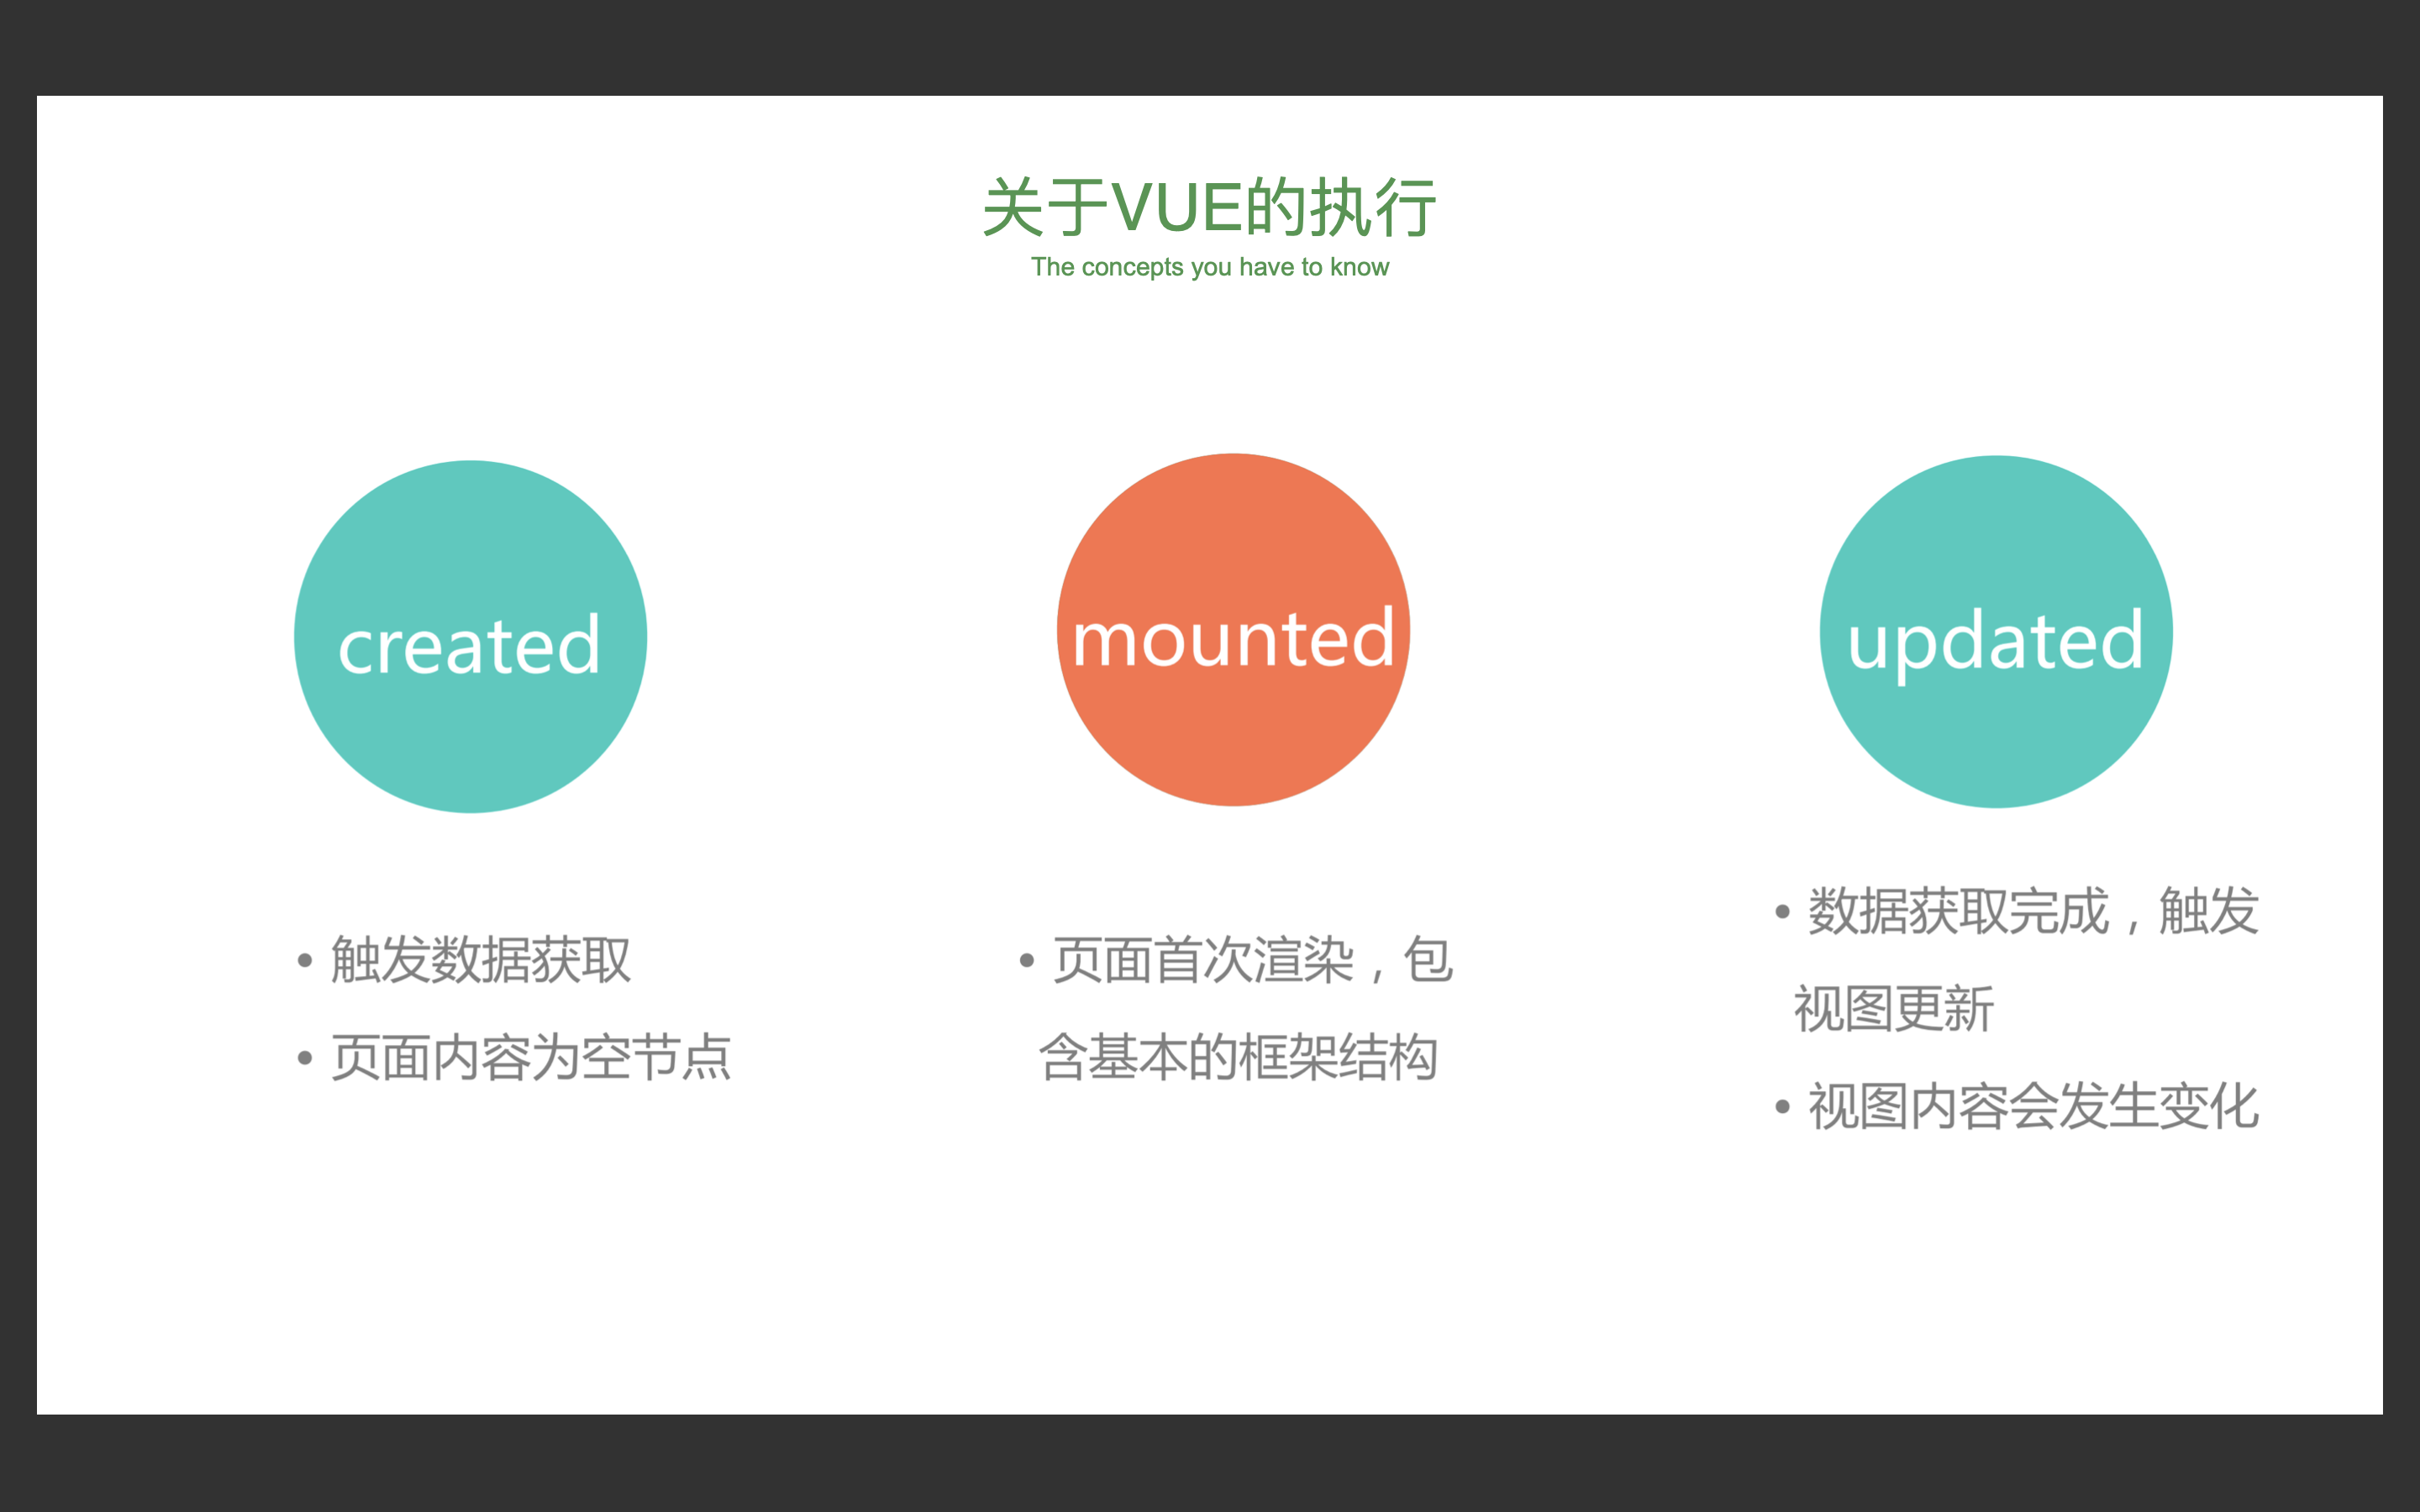 关于VUE的执行
The concepts you have to know
created
• 触发数据获取
• 页面内容为空节点
mounted
• 页面首次渲染，包
含基本的框架结构
updated
• 数据获取完成，触发
视图更新
• 视图内容会发生变化